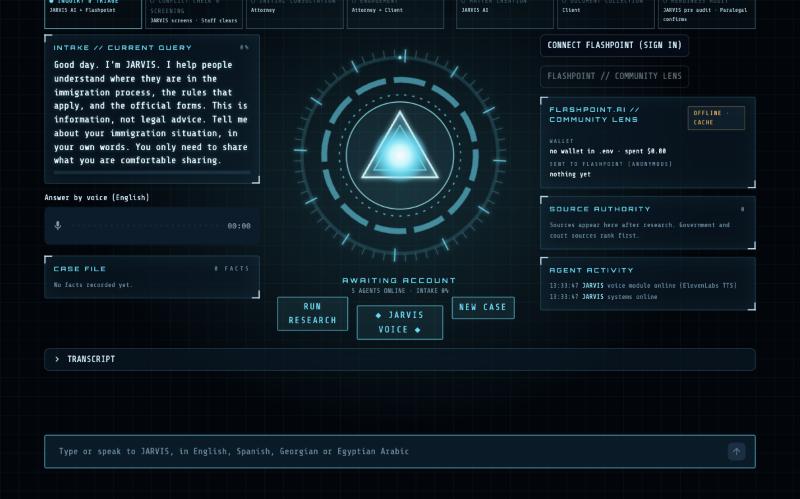 INQUIRY & TRIAGE
JARVIS AI + Flashpoint
CONFLICT CHECK &
SCREENING
JARVIS screens · Staff clears
INITIAL CONSULTATION
Attorney
ENGAGEMENT
Attorney + Client
MATTER CREATION
JARVIS AI
DOCUMENT COLLECTION
Client
READINESS AUDIT
JARVIS pre audit · Paralegal
confirms
INTAKE // CURRENT QUERY
0%
Good day. I'm JARVIS. I help people
understand where they are in the
immigration process, the rules that
apply, and the official forms. This is
information, not legal advice. Tell me
about your immigration situation, in
your own words. You only need to share
what you are comfortable sharing.
Answer by voice (English)
00:00
CASE FILE
0 FACTS
No facts recorded yet.
AWAITING ACCOUNT
5 AGENTS ONLINE · INTAKE 0%
RUN
RESEARCH
◆ JARVIS
VOICE ◆
NEW CASE
CONNECT FLASHPOINT (SIGN IN)
FLASHPOINT // COMMUNITY LENS
FLASHPOINT.AI //
COMMUNITY LENS
OFFLINE ·
CACHE
WALLET
no wallet in .env · spent $0.00
SENT TO FLASHPOINT (ANONYMOUS)
nothing yet
SOURCE AUTHORITY
0
Sources appear here after research. Government and
court sources rank first.
AGENT ACTIVITY
13:33:47 JARVIS voice module online (ElevenLabs TTS)
13:33:47 JARVIS systems online
TRANSCRIPT
Type or speak to JARVIS, in English, Spanish, Georgian or Egyptian Arabic